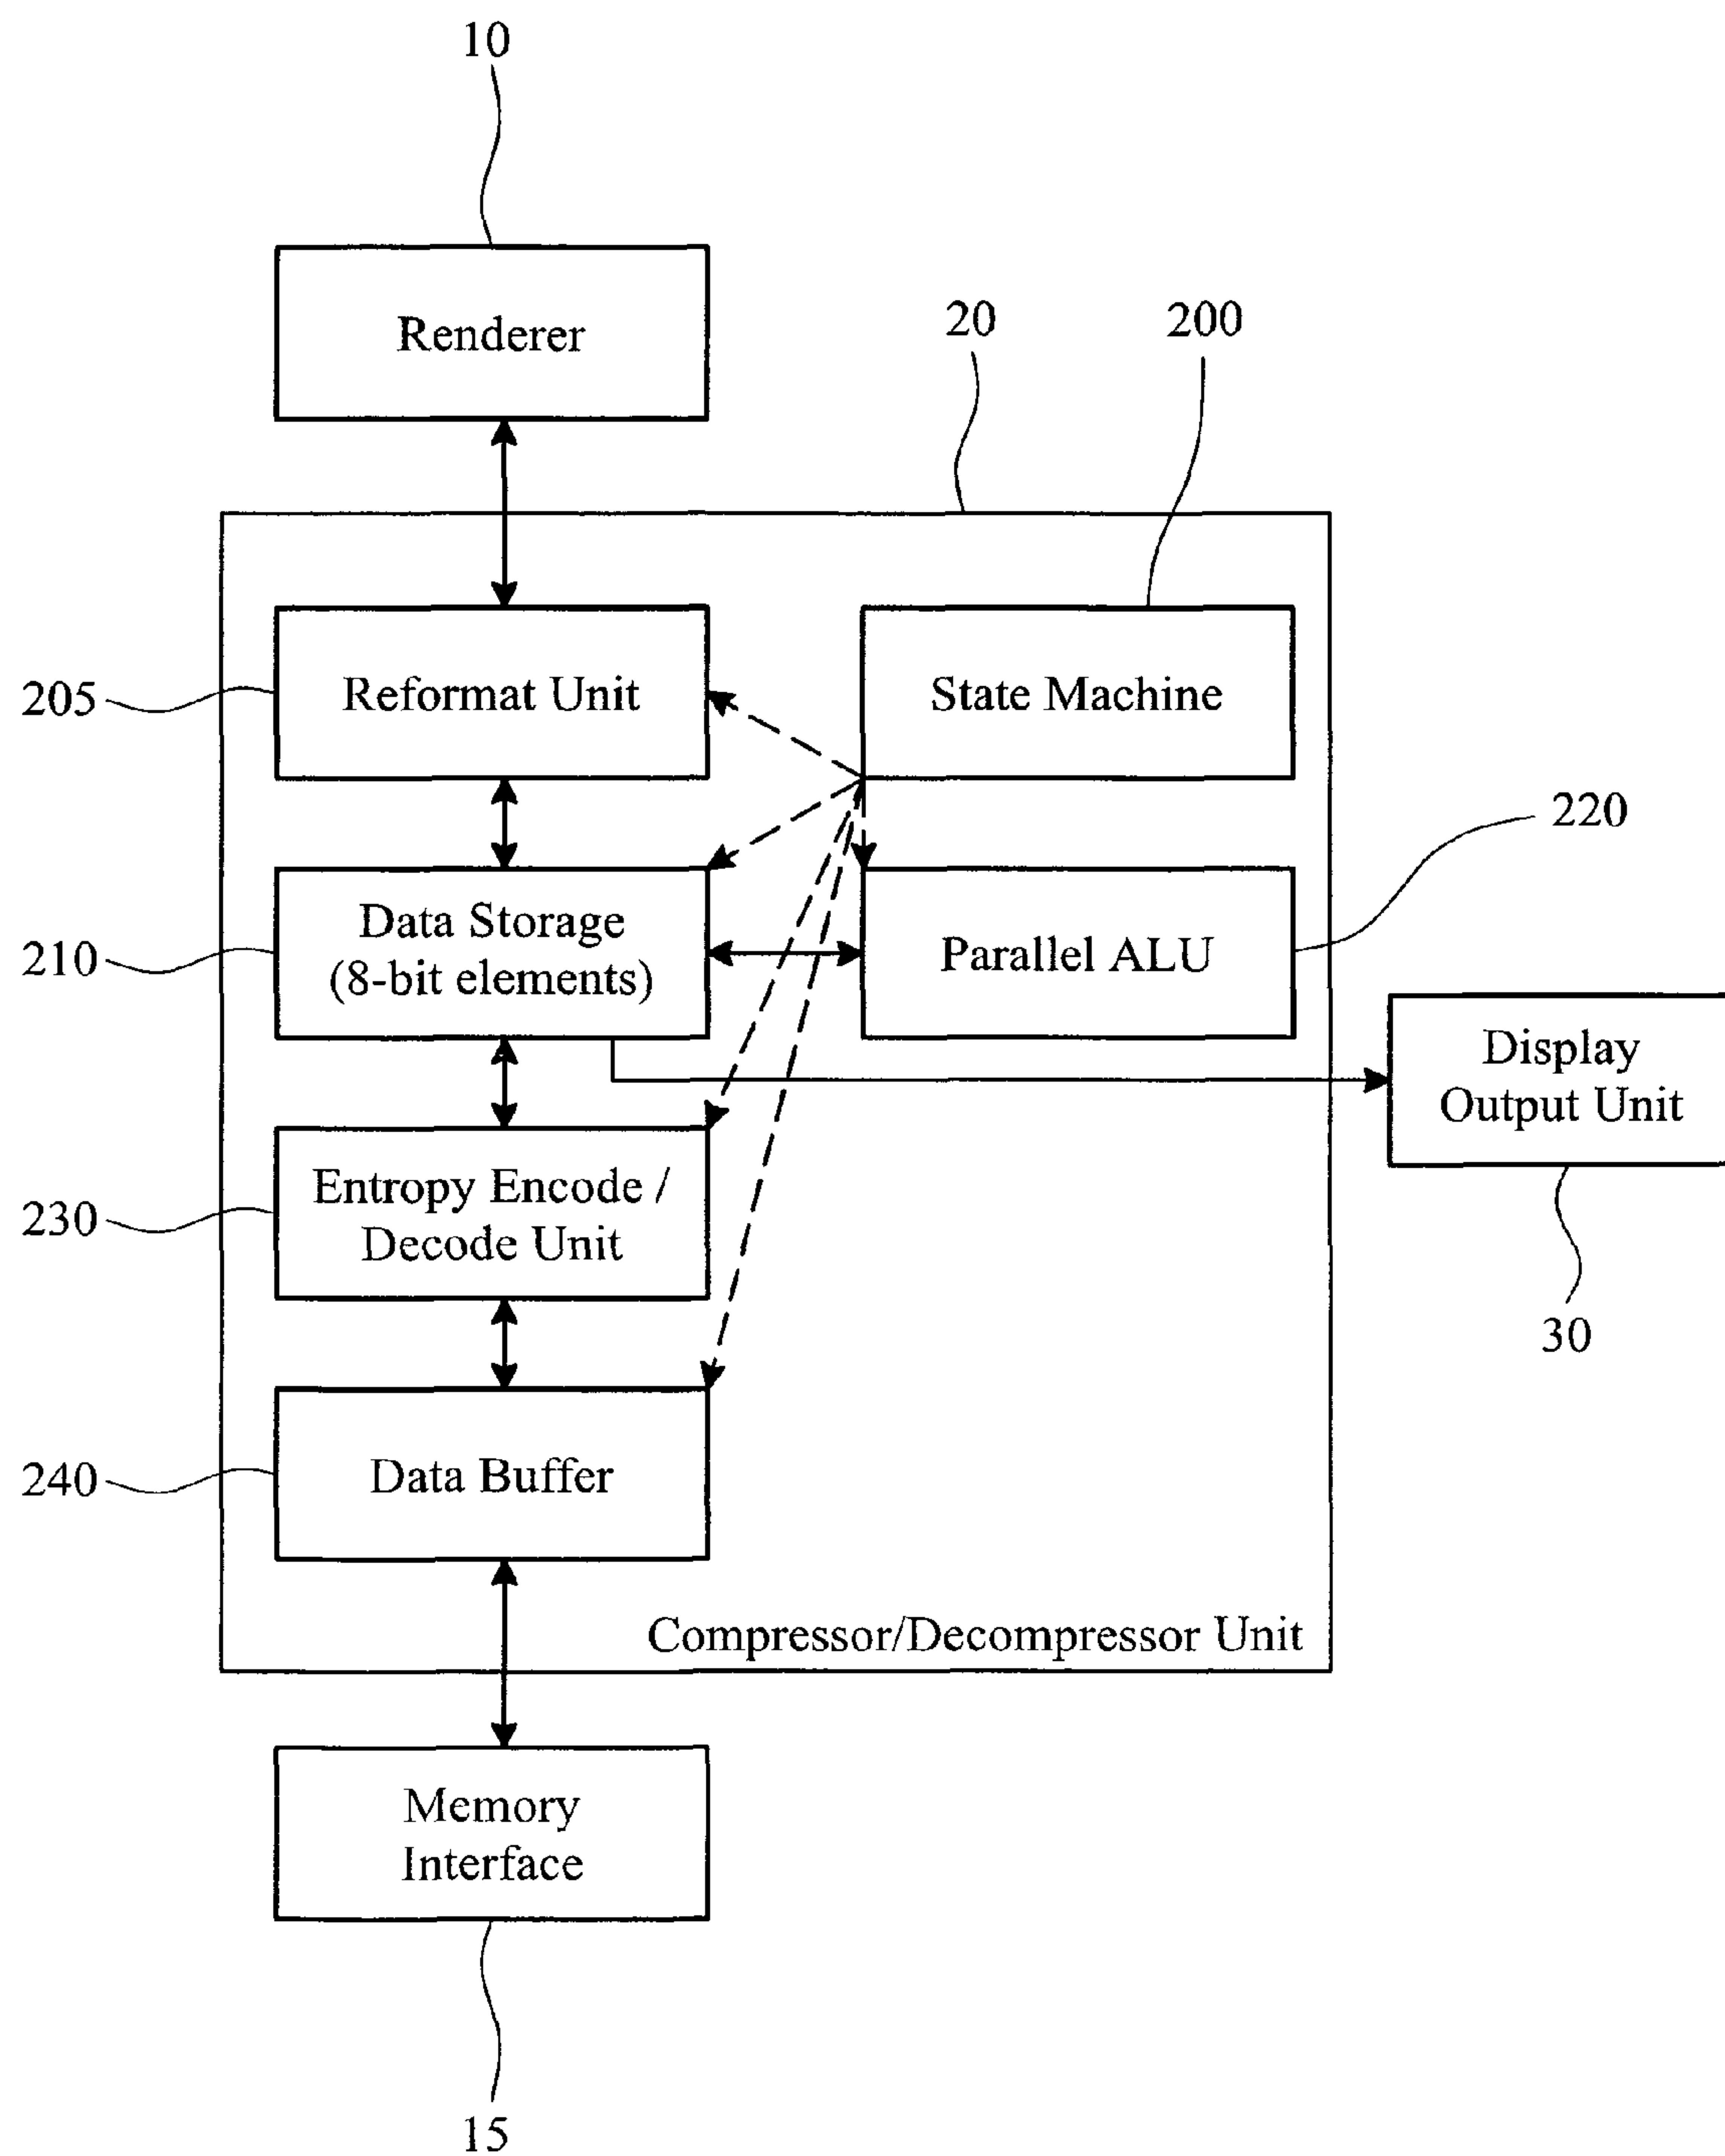 10
Renderer
20
200
Reformat Unit
State Machine
205
220
Data Storage
(8-bit elements)
Parallel ALU
210
Display
Output Unit
Entropy Encode /
Decode Unit
230
30
Data Buffer
240
Compressor/Decompressor Unit
Memory
Interface
15